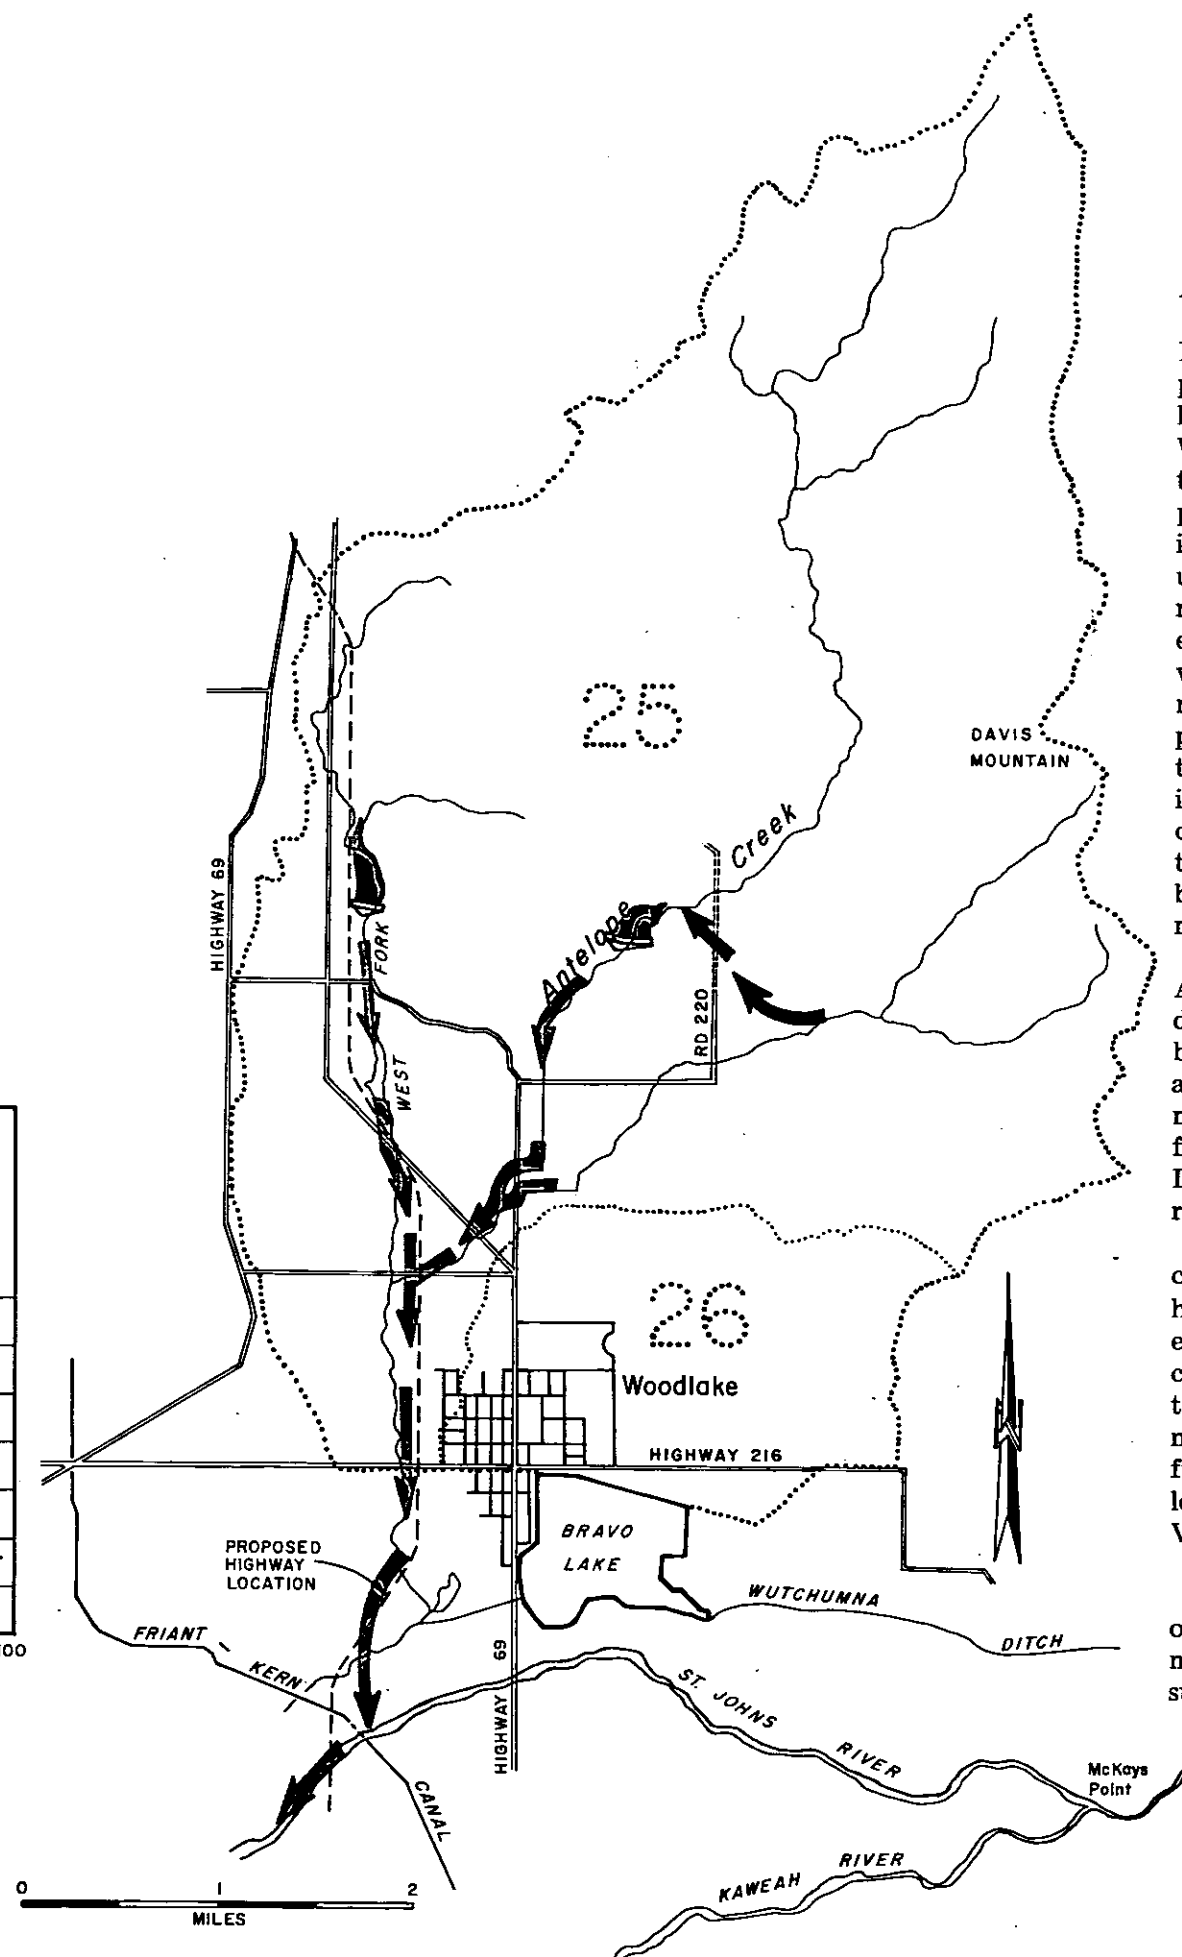 25
DAVIS
MOUNTAIN
HIGHWAY 69
Antelope Creek
WEST FORK
RD 220
26
Woodlake
HIGHWAY 216
BRAVO
LAKE
PROPOSED
HIGHWAY
LOCATION
WUTCHUMNA DITCH
FRIANT KERN CANAL
HIGHWAY 69
ST. JOHNS RIVER
McKays
Point
KAWEAH RIVER
0 1 2
MILES